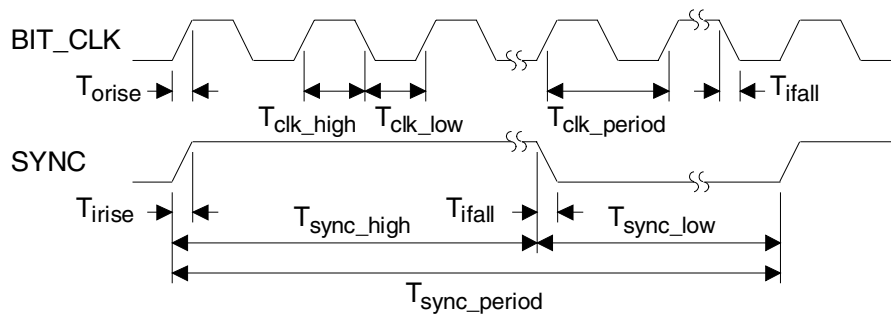 BIT_CLK
Torise
Tifall
Tclk_high
Tclk_low
Tclk_period
SYNC
Tirise
Tsync_high
Tifall
Tsync_low
Tsync_period